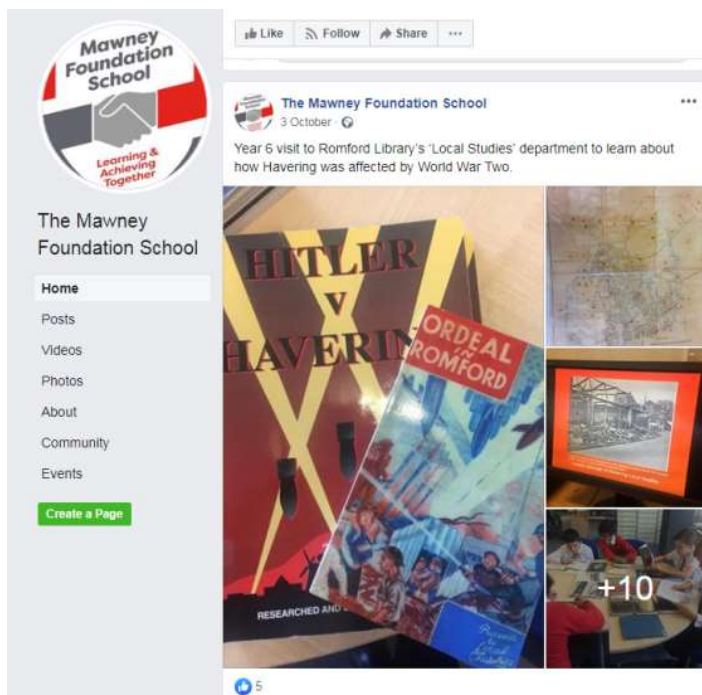 Mawney
Foundation
School
Learning &
Achieving
Together
The Mawney
Foundation School
Home
Posts
Videos
Photos
About
Community
Events
Create a Page
Like
Follow
Share
The Mawney Foundation School
3 October
Year 6 visit to Romford Library's 'Local Studies' department to learn about
how Havering was affected by World War Two.
HITLER
V
HAVERIN
RESEARCHED AND
ORDEAL
IN
ROMFORD
+10
5